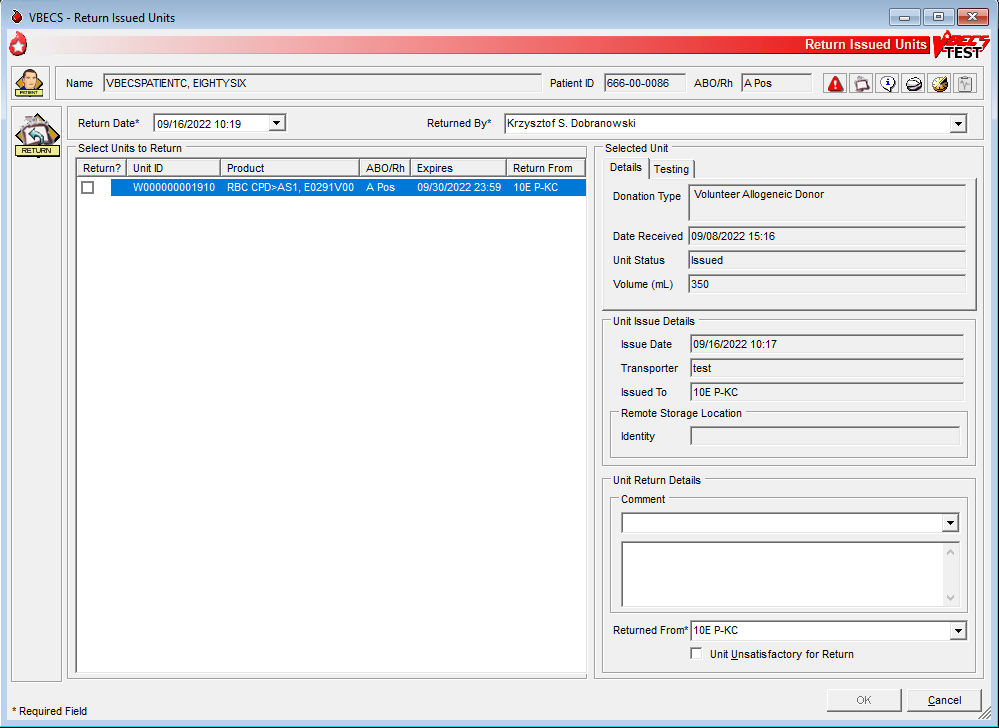 VBECS - Return Issued Units
Return Issued Units
VBECS
TEST
PATIENT
Name VBECSPATIENTC, EIGHTYSIX Patient ID 666-00-0086 ABO/Rh A Pos
RETURN
Return Date* 09/16/2022 10:19 Returned By* Krzysztof S. Dobranowski
Select Units to Return
Return? Unit ID Product ABO/Rh Expires Return From
W000000001910 RBC CPD>AS1, E0291V00 A Pos 09/30/2022 23:59 10E P-KC
Selected Unit
Details Testing
Donation Type Volunteer Allogeneic Donor
Date Received 09/08/2022 15:16
Unit Status Issued
Volume (mL) 350
Unit Issue Details
Issue Date 09/16/2022 10:17
Transporter test
Issued To 10E P-KC
Remote Storage Location
Identity
Unit Return Details
Comment
Returned From* 10E P-KC
Unit Unsatisfactory for Return
OK Cancel
* Required Field